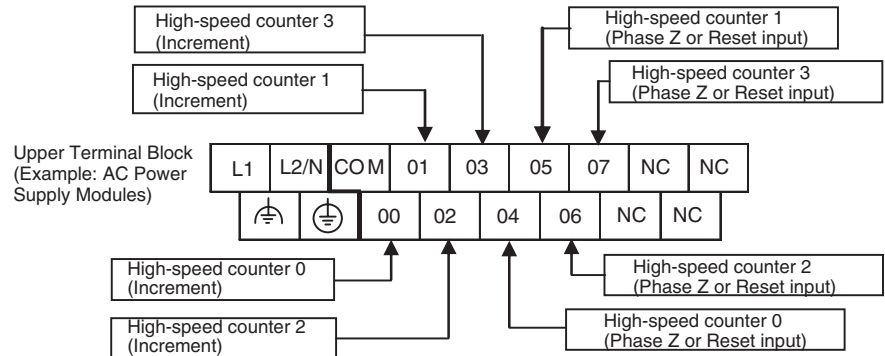 High-speed counter 3
(Increment)
High-speed counter 1
(Phase Z or Reset input)
High-speed counter 1
(Increment)
High-speed counter 3
(Phase Z or Reset input)
Upper Terminal Block
(Example: AC Power
Supply Modules)
L1 L2/N COM 01 03 05 07 NC NC
00 02 04 06 NC NC
High-speed counter 0
(Increment)
High-speed counter 2
(Phase Z or Reset input)
High-speed counter 2
(Increment)
High-speed counter 0
(Phase Z or Reset input)